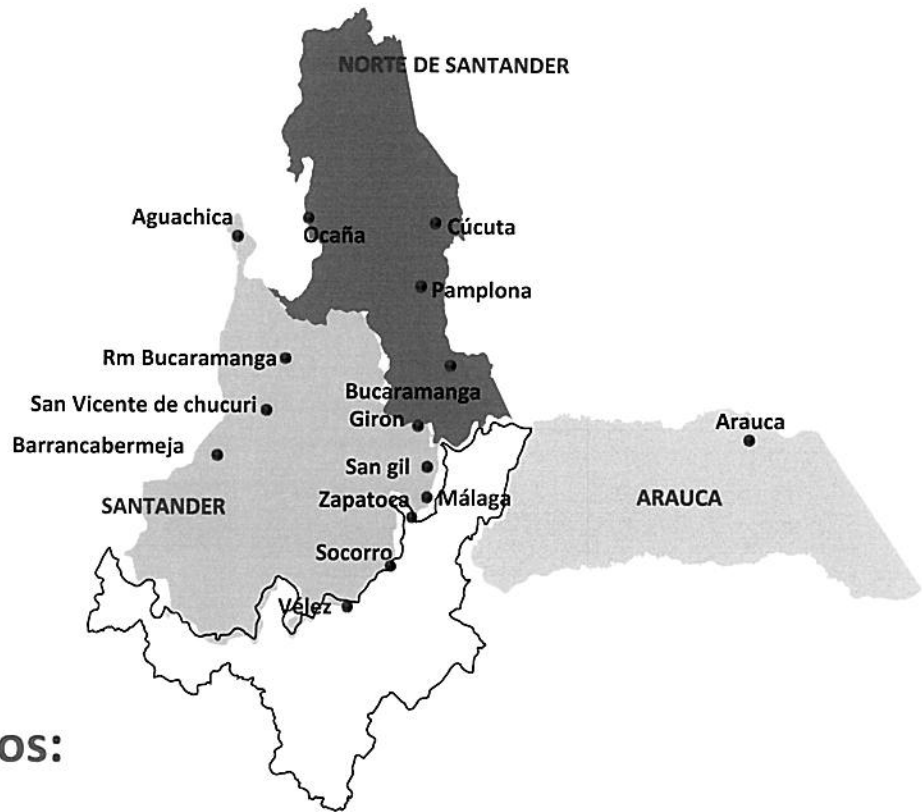 NORTE DE SANTANDER
Aguachica
Ocaña
Cúcuta
Pamplona
Rm Bucaramanga
Bucaramanga
San Vicente de chucuri
Giron
Arauca
Barrancabermeja
San gil
Zapatoca
Málaga
SANTANDER
ARAUCA
Socorro
Vélez
os: